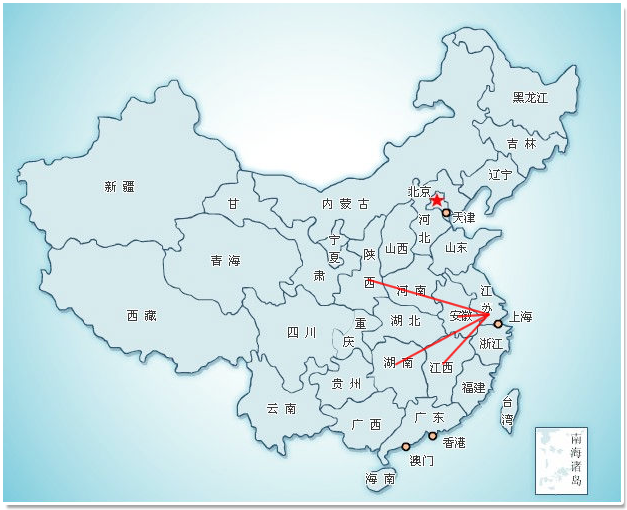 黑龙江
吉林
辽宁
新疆
甘
肃
内蒙古
北京
天津
河
北
山西
山东
宁
夏
陕
西
青海
河南
江
苏
西藏
安徽
上海
四川
重
庆
湖北
浙江
湖南
江西
贵州
福建
云南
广西
广东
台
湾
香港
澳门
海南
南
海
诸
岛